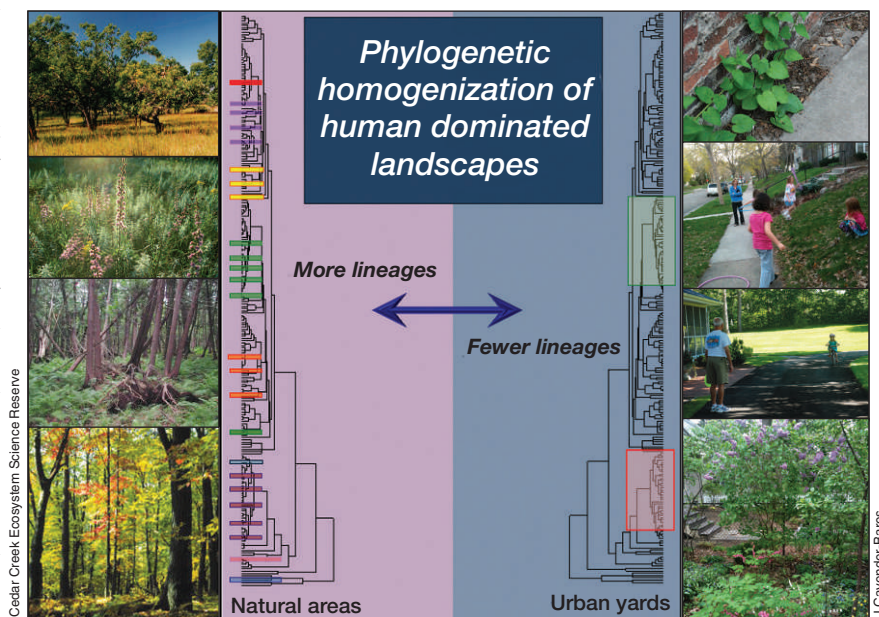 Phylogenetic
homogenization of
human dominated
landscapes
More lineages
Fewer lineages
Natural areas
Urban yards
Cedar Creek Ecosystem Science Reserve